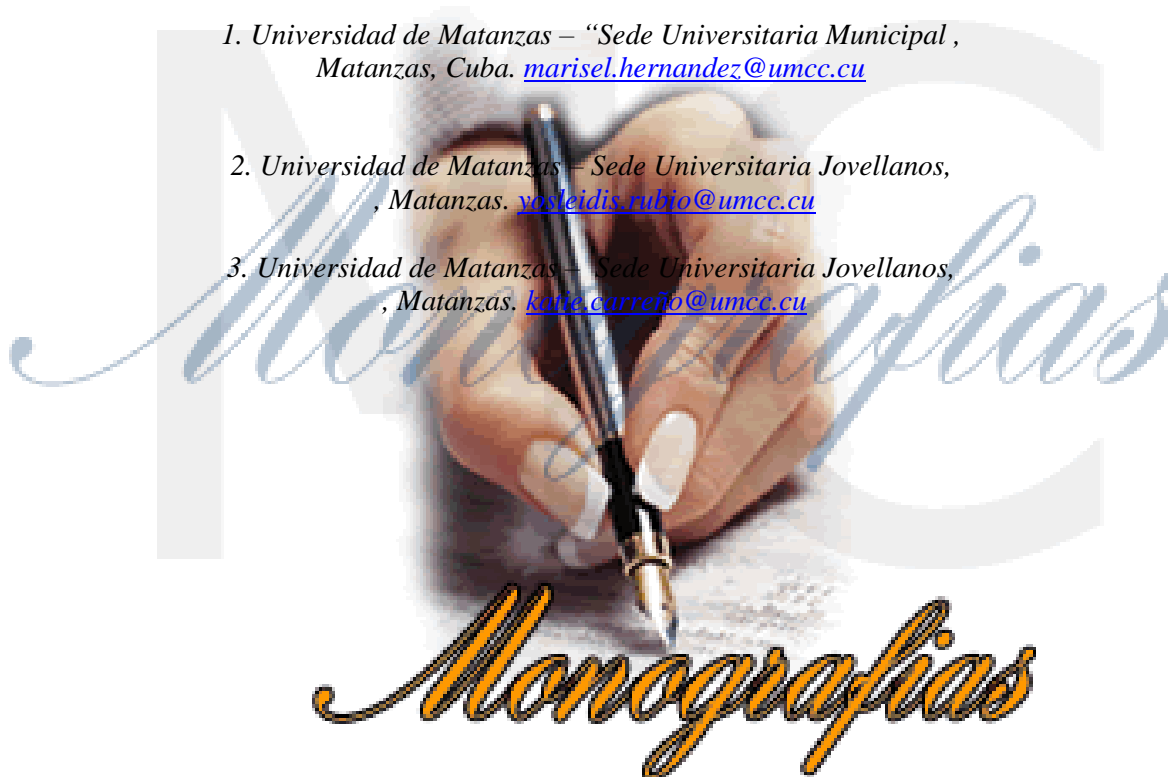 1. Universidad de Matanzas – “Sede Universitaria Municipal ,
Matanzas, Cuba. marisel.hernandez@umcc.cu
2. Universidad de Matanzas – Sede Universitaria Jovellanos,
, Matanzas. yosleidis.rubio@umcc.cu
3. Universidad de Matanzas – Sede Universitaria Jovellanos,
, Matanzas. katie.carreño@umcc.cu
Monografias
Monografias